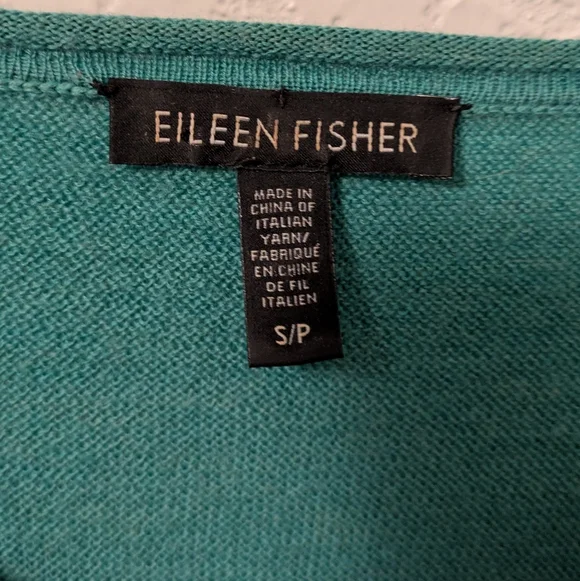 EILEEN FISHER
MADE IN
CHINA OF
ITALIAN
YARN/
FABRIQUÉ
EN CHINE
DE FIL
ITALIEN
S/P